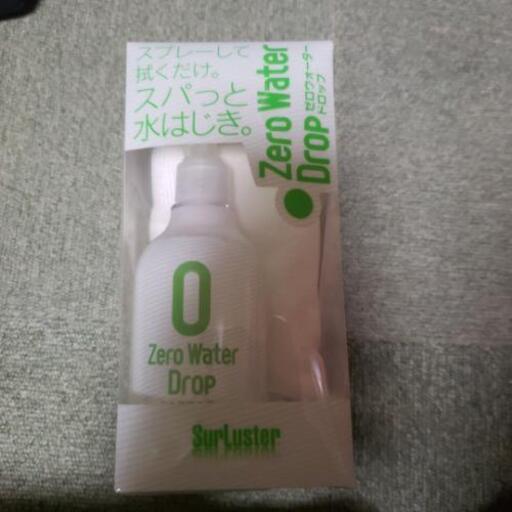 スプレーして
拭くだけ。
スパっと
水はじき。
Zero Water
Drop
ゼロウォーター
ドロップ
0
Zero Water
Drop
SurLuster